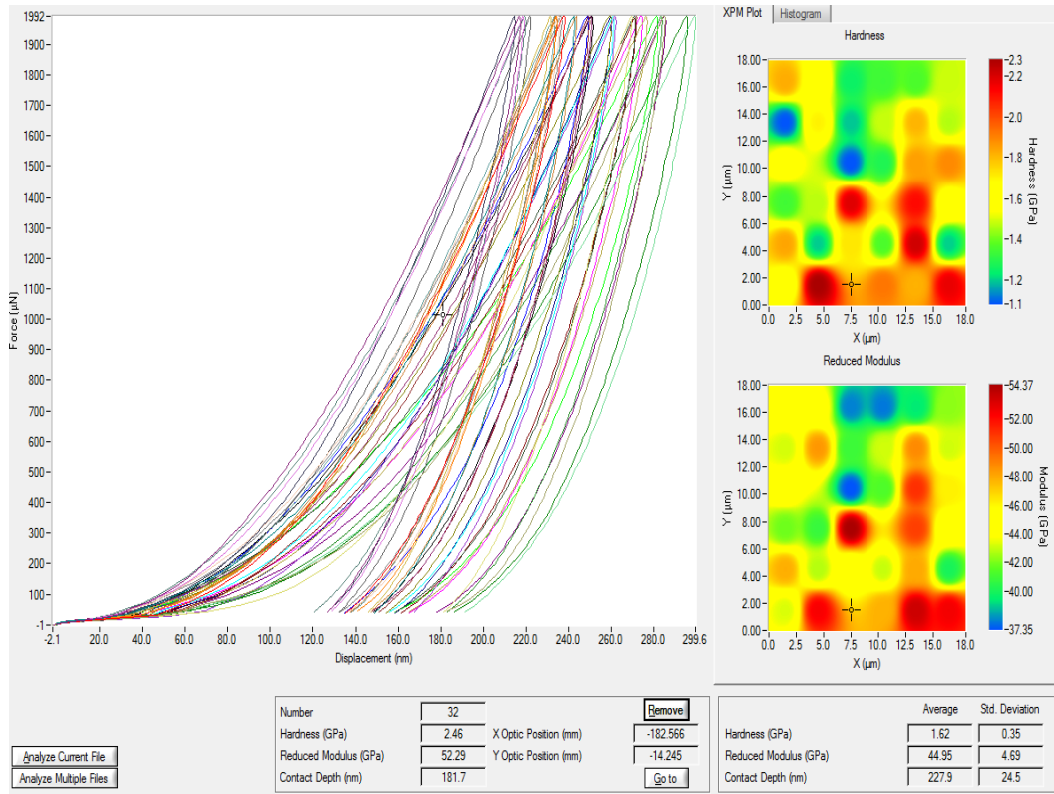 XPM Plot Histogram
Hardness
1992
1900
1800
1700
1600
1500
1400
1300
1200
1100
1000
900
800
700
600
500
400
300
200
100
-1
Force (µN)
-2.1 20.0 40.0 60.0 80.0 100.0 120.0 140.0 160.0 180.0 200.0 220.0 240.0 260.0 280.0 299.6
Displacement (nm)
18.00
16.00
14.00
12.00
10.00
8.00
6.00
4.00
2.00
0.00
Y (µm)
0.0 2.5 5.0 7.5 10.0 12.5 15.0 18.0
X (µm)
2.3
2.2
2.0
1.8
1.6
1.4
1.2
1.1
Hardness (GPa)
Reduced Modulus
18.00
16.00
14.00
12.00
10.00
8.00
6.00
4.00
2.00
0.00
Y (µm)
0.0 2.5 5.0 7.5 10.0 12.5 15.0 18.0
X (µm)
54.37
52.00
50.00
48.00
46.00
44.00
42.00
40.00
37.35
Modulus (GPa)
Analyze Current File
Analyze Multiple Files
Number 32 Remove
Hardness (GPa) 2.46 X Optic Position (mm) -182.566
Reduced Modulus (GPa) 52.29 Y Optic Position (mm) -14.245
Contact Depth (nm) 181.7 Go to
Average Std. Deviation
Hardness (GPa) 1.62 0.35
Reduced Modulus (GPa) 44.95 4.69
Contact Depth (nm) 227.9 24.5